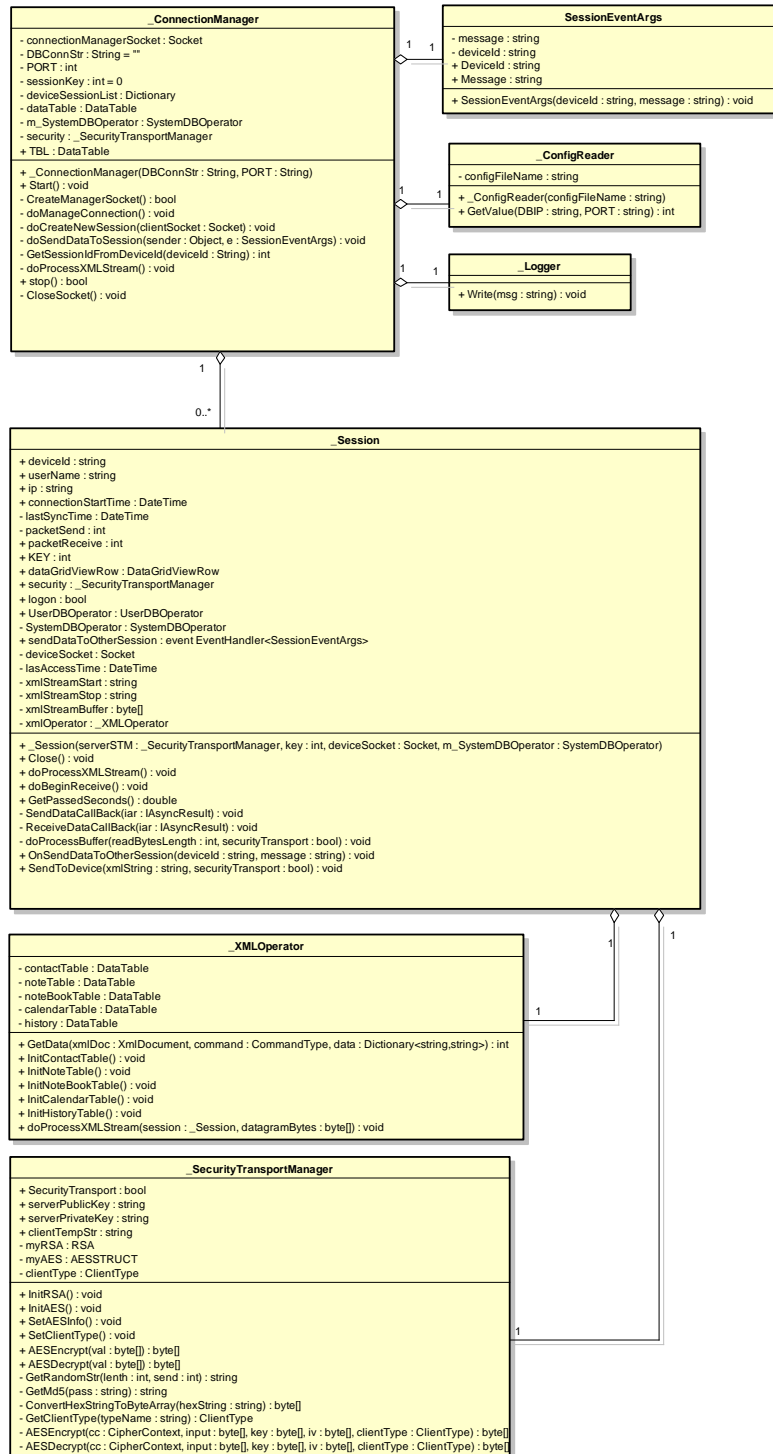 _ConnectionManager
- connectionManagerSocket : Socket
- DBConnStr : String = ""
- PORT : int
- sessionKey : int = 0
- deviceSessionList : Dictionary
- dataTable : DataTable
- m_SystemDBOperator : SystemDBOperator
- security : _SecurityTransportManager
+ TBL : DataTable
+ _ConnectionManager(DBConnStr : String, PORT : String)
+ Start() : void
- CreateManagerSocket() : bool
- doManageConnection() : void
- doCreateNewSession(clientSocket : Socket) : void
- doSendDataToSession(sender : Object, e : SessionEventArgs) : void
- GetSessionIdFromDeviceId(deviceId : String) : int
- doProcessXMLStream() : void
+ stop() : bool
- CloseSocket() : void
1
1
SessionEventArgs
- message : string
- deviceId : string
+ DeviceId : string
+ Message : string
+ SessionEventArgs(deviceId : string, message : string) : void
1
1
_ConfigReader
- configFileName : string
+ _ConfigReader(configFileName : string)
+ GetValue(DBIP : string, PORT : string) : int
1
1
_Logger
+ Write(msg : string) : void
1
0..*
_Session
+ deviceId : string
+ userName : string
+ ip : string
+ connectionStartTime : DateTime
- lastSyncTime : DateTime
- packetSend : int
+ packetReceive : int
+ KEY : int
+ dataGridViewRow : DataGridViewRow
+ security : _SecurityTransportManager
+ logon : bool
+ UserDBOperator : UserDBOperator
- SystemDBOperator : SystemDBOperator
+ sendDataToOtherSession : event EventHandler<SessionEventArgs>
- deviceSocket : Socket
- lasAccessTime : DateTime
- xmlStreamStart : string
- xmlStreamStop : string
- xmlStreamBuffer : byte[]
- xmlOperator : _XMLOperator
+ _Session(serverSTM : _SecurityTransportManager, key : int, deviceSocket : Socket, m_SystemDBOperator : SystemDBOperator)
+ Close() : void
+ doProcessXMLStream() : void
+ doBeginReceive() : void
+ GetPassedSeconds() : double
- SendDataCallBack(iar : IAsyncResult) : void
- ReceiveDataCallBack(iar : IAsyncResult) : void
- doProcessBuffer(readBytesLength : int, securityTransport : bool) : void
+ OnSendDataToOtherSession(deviceId : string, message : string) : void
+ SendToDevice(xmlString : string, securityTransport : bool) : void
1
1
_XMLOperator
- contactTable : DataTable
- noteTable : DataTable
- noteBookTable : DataTable
- calendarTable : DataTable
- history : DataTable
+ GetData(xmlDoc : XmlDocument, command : CommandType, data : Dictionary<string,string>) : int
+ InitContactTable() : void
+ InitNoteTable() : void
+ InitNoteBookTable() : void
+ InitCalendarTable() : void
+ InitHistoryTable() : void
+ doProcessXMLStream(session : _Session, datagramBytes : byte[]) : void
1
_SecurityTransportManager
+ SecurityTransport : bool
+ serverPublicKey : string
+ serverPrivateKey : string
+ clientTempStr : string
- myRSA : RSA
- myAES : AESSTRUCT
- clientType : ClientType
+ InitRSA() : void
+ InitAES() : void
+ SetAESInfo() : void
+ SetClientType() : void
+ AESEncrypt(val : byte[]) : byte[]
+ AESDecrypt(val : byte[]) : byte[]
- GetRandomStr(lenth : int, send : int) : string
- GetMd5(pass : string) : string
- ConvertHexStringToByteArray(hexString : string) : byte[]
- GetClientType(typeName : string) : ClientType
- AESEncrypt(cc : CipherContext, input : byte[], key : byte[], iv : byte[], clientType : ClientType) : byte[]
- AESDecrypt(cc : CipherContext, input : byte[], key : byte[], iv : byte[], clientType : ClientType) : byte[]
1